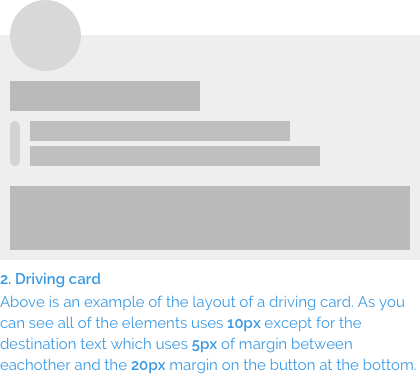 2. Driving card
Above is an example of the layout of a driving card. As you
can see all of the elements uses 10px except for the
destination text which uses 5px of margin between
eachother and the 20px margin on the button at the bottom.